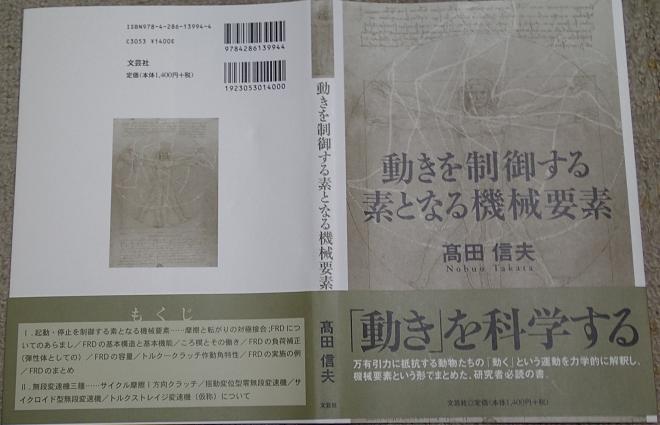 ISBN978-4-286-13994-4
C3053 ¥1400E
文芸社
定価(本体1,400円+税)
9784286139944
1923053014000
もくじ
Ⅰ.起動・停止を制御する素となる機械要素……摩擦と転がりの対極接合;FRDに
ついてのあらまし/FRDの基本構造と基本機能/ころ楔とその働き/FRDの負荷補正
(弾性体としての)/FRDの容量/トルク―クラッチ作動角特性/FRDの実施の例
/FRDのまとめ
Ⅱ.無段変速機三種……サイクル摩擦1方向クラッチ/揺動変位型零無段変速機/サ
イクロイド型無段変速機/トルクストレイジ変速機(仮称)について
動きを制御する素となる機械要素
髙田 信夫
文芸社
動きを制御する
素となる機械要素
髙田 信夫
Nobuo Takata
「動き」を科学する
万有引力に抵抗する動物たちの「動く」という運動を力学的に解釈し、
機械要素という形でまとめた、研究者必読の書。
文芸社◎定価(本体1,400円+税)